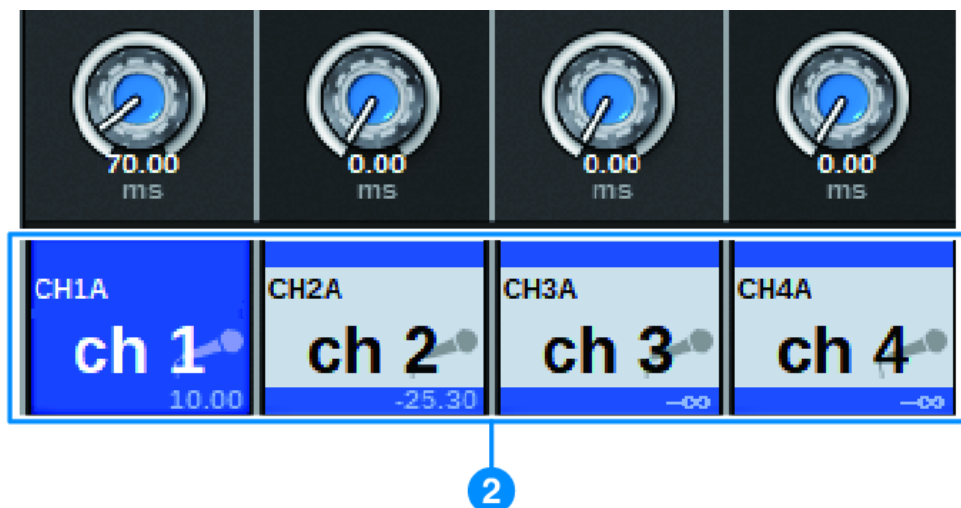 70.00 0.00 0.00 0.00
ms ms ms ms
CH1A CH2A CH3A CH4A
ch 1 ch 2 ch 3 ch 4
10.00 -25.30 -∞ -∞
2